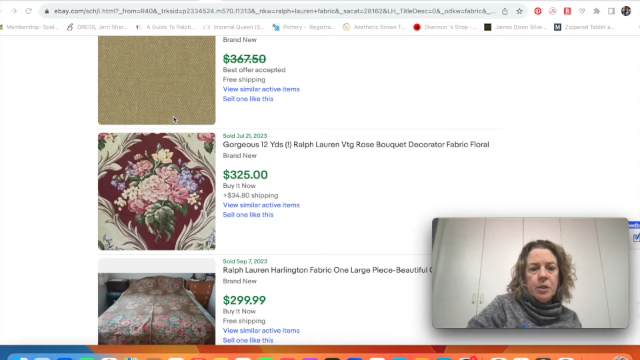 ebay.com/sch/i.html?_from=R40&_trksid=p2334524.m570.l1313&_nkw=ralph+lauren+fabric&_sacat=28162&LH_TitleDesc=0&_odkw=fabric&_
Membership - Spe
DRESS, Jerri Sher
A Guide To Ralph
Imperial Queen (S
Pottery - Registra
Aesthetic Street T
Shannon's Shop -
James Dixon Silver
Zippered Tablet a
Brand New
$367.50
Best offer accepted
Free shipping
View similar active items
Sell one like this
Sold Jul 21, 2023
Gorgeous 12 Yds (!) Ralph Lauren Vtg Rose Bouquet Decorator Fabric Floral
Brand New
$325.00
Buy It Now
+$34.80 shipping
View similar active items
Sell one like this
Sold Sep 7, 2023
Ralph Lauren Harlington Fabric One Large Piece-Beautiful
Brand New
$299.99
Buy It Now
Free shipping
View similar active items
Sell one like this